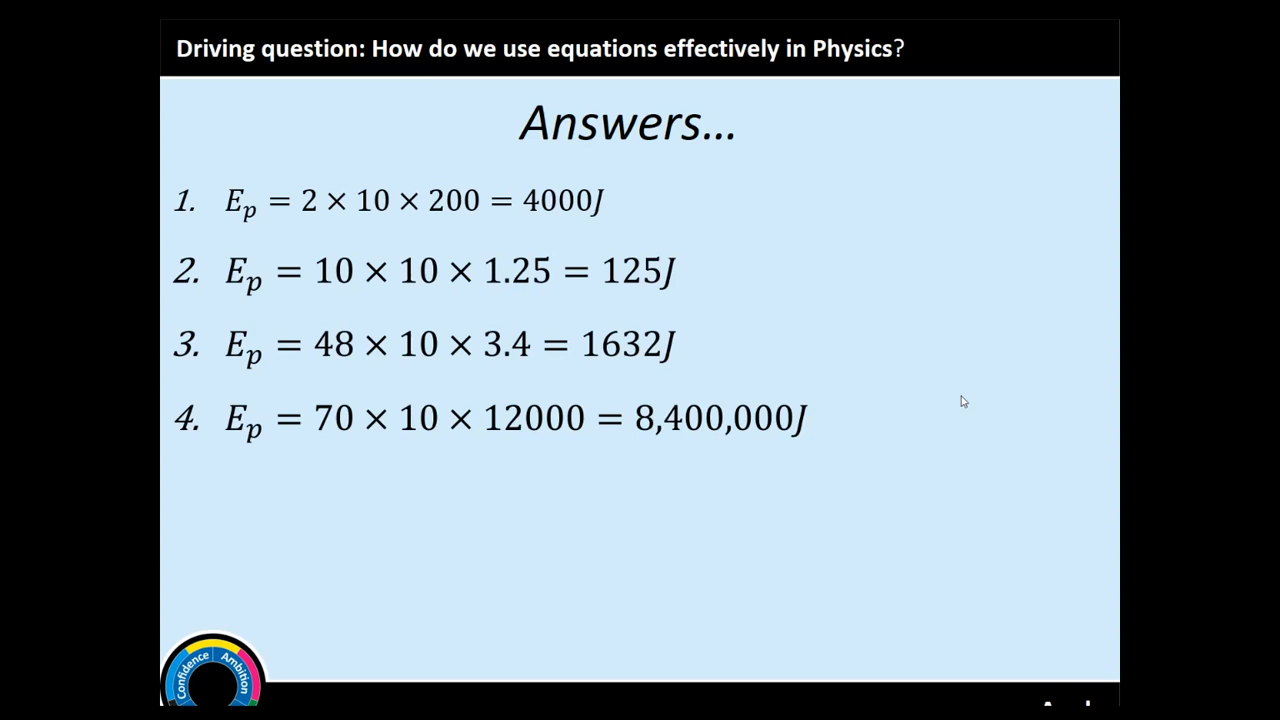 Driving question: How do we use equations effectively in Physics?
Answers…
1. Eₚ = 2 × 10 × 200 = 4000J
2. Eₚ = 10 × 10 × 1.25 = 125J
3. Eₚ = 48 × 10 × 3.4 = 1632J
4. Eₚ = 70 × 10 × 12000 = 8,400,000J
Confidence Ambition